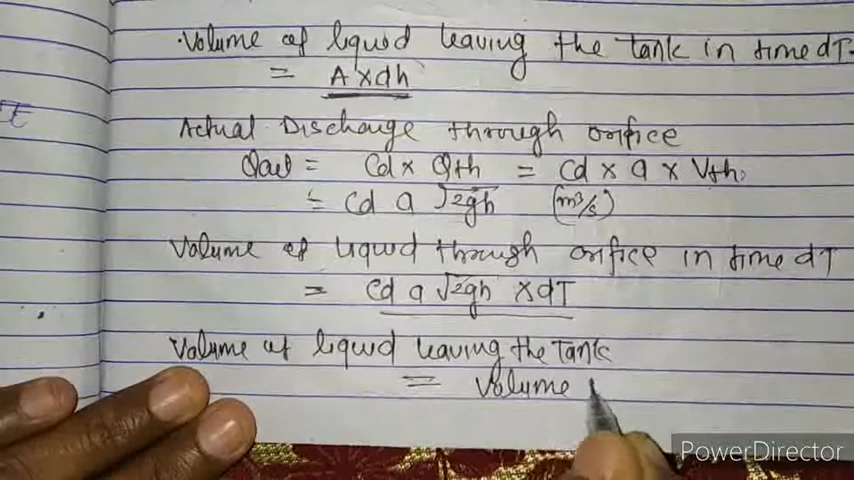 Volume of liquid leaving the tank in time dT.
= A x dh
Actual Discharge through orifice
Qact = Cd x Qth = Cd x a x Vth.
= Cd a √2gh (m³/s)
Volume of liquid through orifice in time dT
= Cd a √2gh x dT
Volume of liquid leaving the Tank
= Volume
PowerDirector